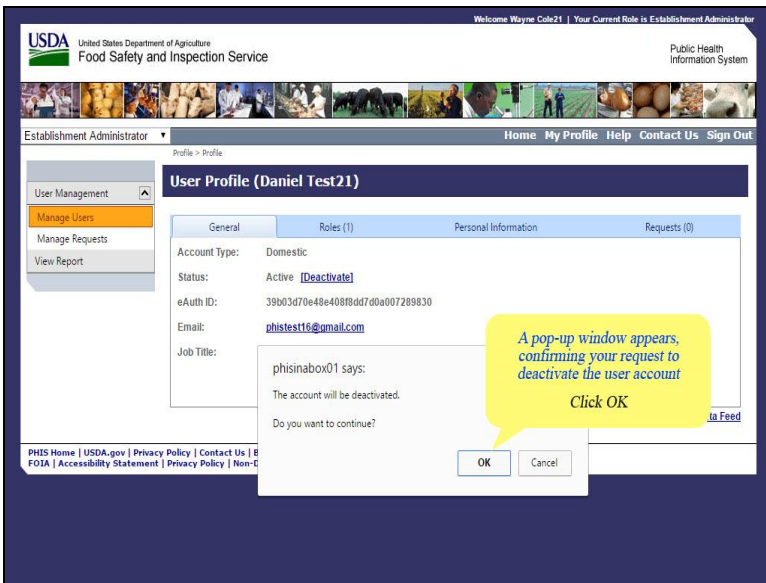 Welcome Wayne Cole21 | Your Current Role is Establishment Administrator
USDA
United States Department of Agriculture
Food Safety and Inspection Service
Public Health
Information System
Establishment Administrator
Home My Profile Help Contact Us Sign Out
Profile > Profile
User Management
Manage Users
Manage Requests
View Report
User Profile (Daniel Test21)
General Roles (1) Personal Information Requests (0)
Account Type: Domestic
Status: Active [Deactivate]
eAuth ID: 39b03d70e48e408f8dd7d0a007289830
Email: phistest16@gmail.com
Job Title:
A pop-up window appears,
confirming your request to
deactivate the user account
Click OK
phisinabox01 says:
The account will be deactivated.
Do you want to continue?
OK Cancel
Feed
PHIS Home | USDA.gov | Privacy Policy | Contact Us |
FOIA | Accessibility Statement | Privacy Policy |